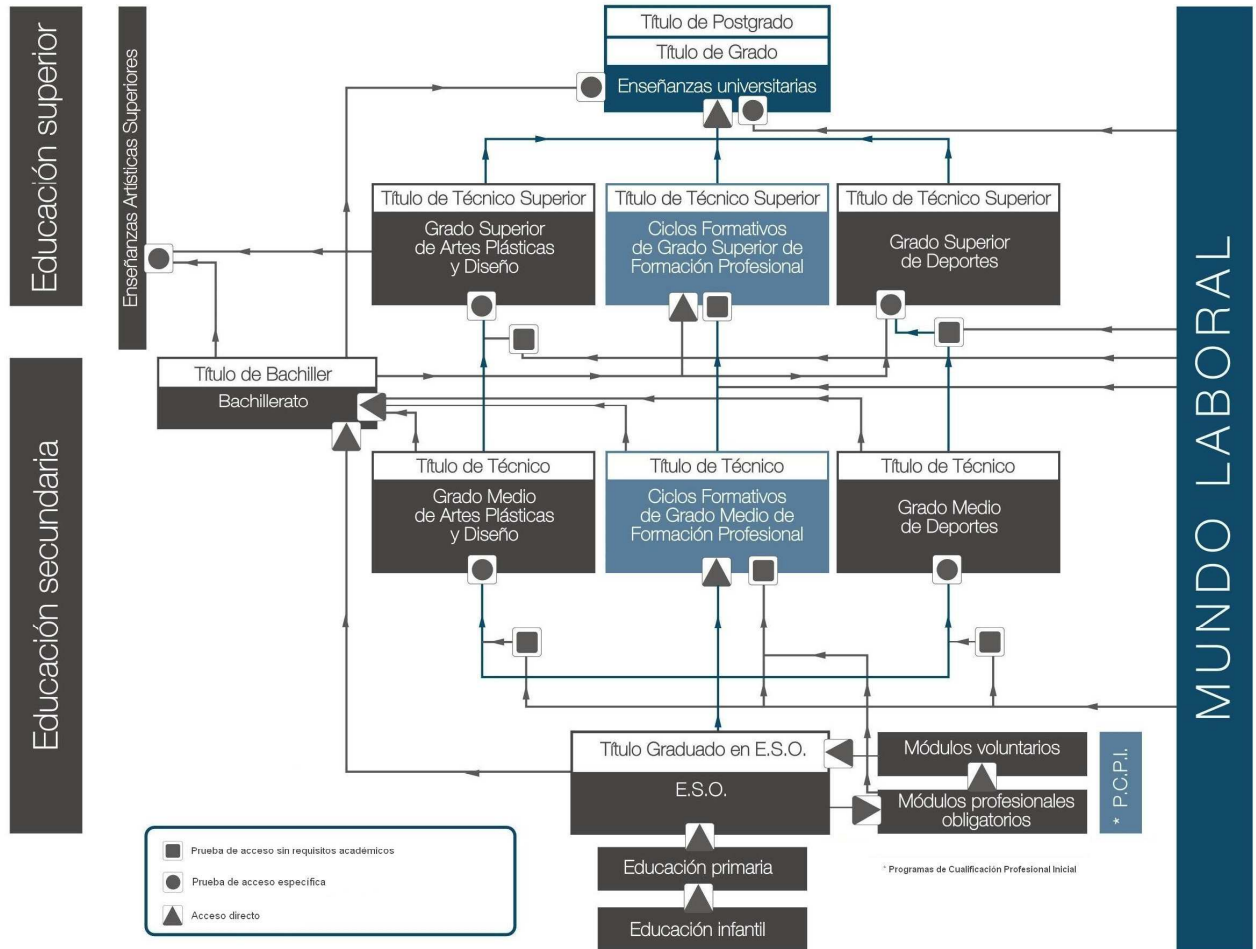 Título de Postgrado
Título de Grado
Enseñanzas universitarias
Educación superior
Enseñanzas Artísticas Superiores
Título de Técnico Superior
Grado Superior
de Artes Plásticas
y Diseño
Título de Técnico Superior
Ciclos Formativos
de Grado Superior de
Formación Profesional
Título de Técnico Superior
Grado Superior
de Deportes
MUNDO LABORAL
Título de Bachiller
Bachillerato
Educación secundaria
Título de Técnico
Grado Medio
de Artes Plásticas
y Diseño
Título de Técnico
Ciclos Formativos
de Grado Medio de
Formación Profesional
Título de Técnico
Grado Medio
de Deportes
Título Graduado en E.S.O.
E.S.O.
Módulos voluntarios
Módulos profesionales
obligatorios
* P.C.P.I.
Educación primaria
Educación infantil
* Programas de Cualificación Profesional Inicial
Prueba de acceso sin requisitos académicos
Prueba de acceso específica
Acceso directo